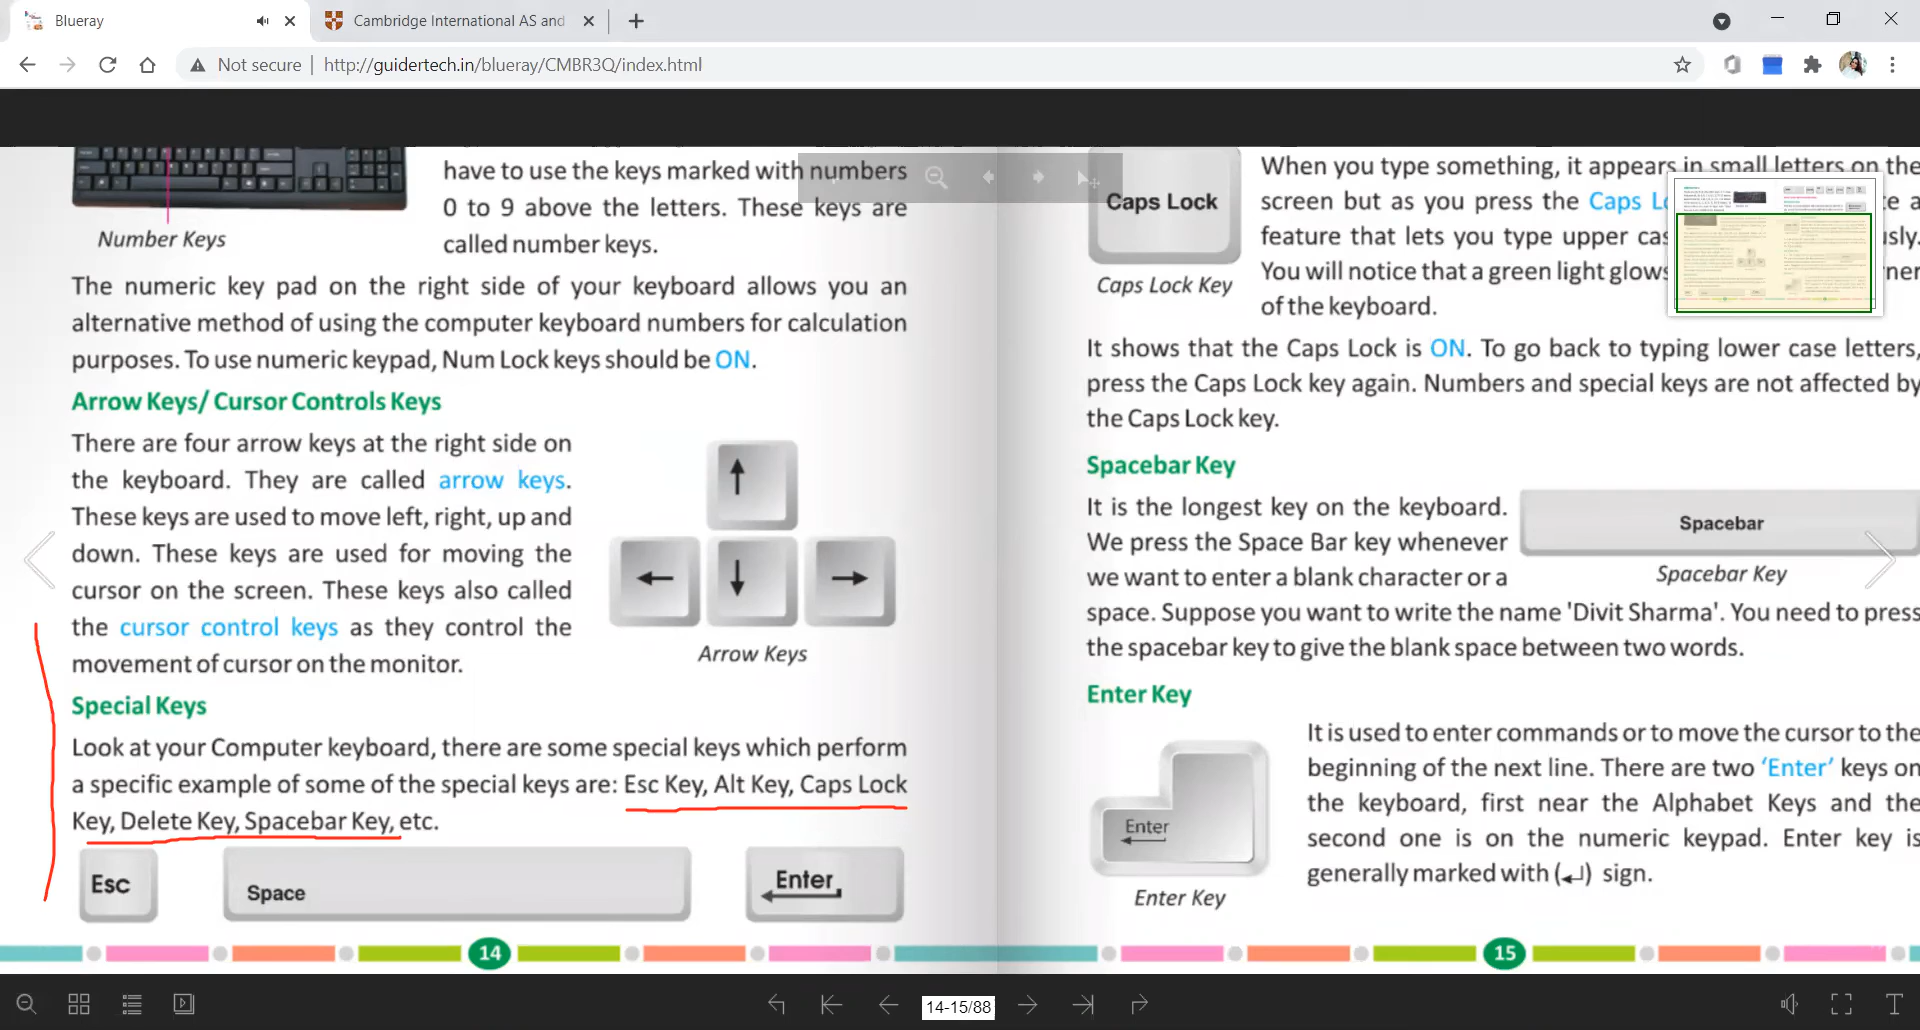 Blueray
Cambridge International AS and
Not secure
http://guidertech.in/blueray/CMBR3Q/index.html
have to use the keys marked with numbers
0 to 9 above the letters. These keys are
called number keys.
Number Keys
The numeric key pad on the right side of your keyboard allows you an
alternative method of using the computer keyboard numbers for calculation
purposes. To use numeric keypad, Num Lock keys should be ON.
Arrow Keys/ Cursor Controls Keys
There are four arrow keys at the right side on
the keyboard. They are called arrow keys.
These keys are used to move left, right, up and
down. These keys are used for moving the
cursor on the screen. These keys also called
the cursor control keys as they control the
movement of cursor on the monitor.
Arrow Keys
Special Keys
Look at your Computer keyboard, there are some special keys which perform
a specific example of some of the special keys are: Esc Key, Alt Key, Caps Lock
Key, Delete Key, Spacebar Key, etc.
Esc
Space
Enter
14
Caps Lock
Caps Lock Key
When you type something, it appears in small letters on the
screen but as you press the Caps
feature that lets you type upper
You will notice that a green light glows
of the keyboard.
It shows that the Caps Lock is ON. To go back to typing lower case letters,
press the Caps Lock key again. Numbers and special keys are not affected by
the Caps Lock key.
Spacebar Key
It is the longest key on the keyboard.
We press the Space Bar key whenever
we want to enter a blank character or a
space. Suppose you want to write the name 'Divit Sharma'. You need to press
the spacebar key to give the blank space between two words.
Spacebar
Spacebar Key
Enter Key
It is used to enter commands or to move the cursor to the
beginning of the next line. There are two ‘Enter’ keys on
the keyboard, first near the Alphabet Keys and the
second one is on the numeric keypad. Enter key is
generally marked with (↵) sign.
Enter
Enter Key
15
14-15/88